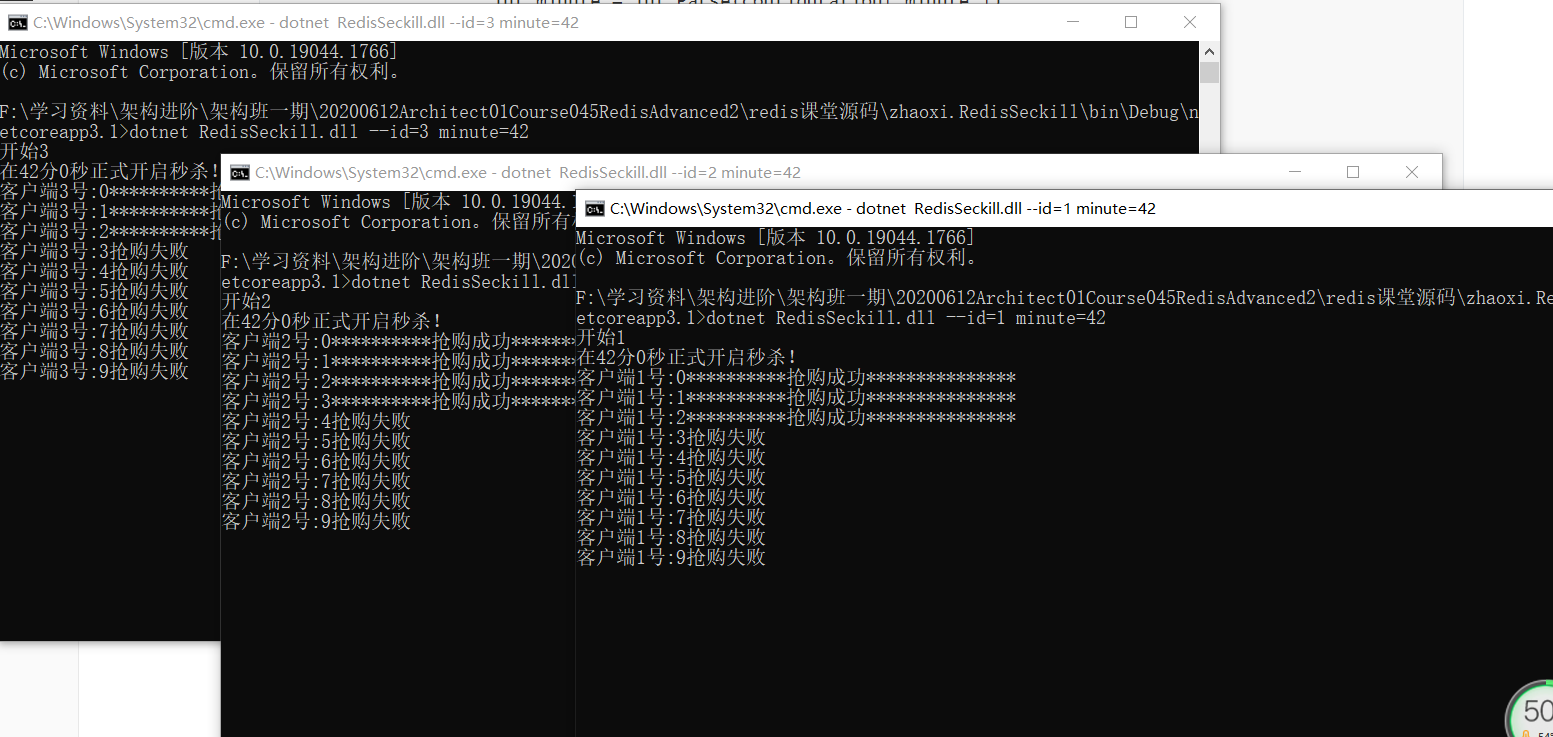 C:\Windows\System32\cmd.exe - dotnet  RedisSeckill.dll --id=3 minute=42
Microsoft Windows [版本 10.0.19044.1766]
(c) Microsoft Corporation。保留所有权利。
F:\学习资料\架构进阶\架构班一期\20200612Architect01Course045RedisAdvanced2\redis课堂源码\zhaoxi.RedisSeckill\bin\Debug\n
etcoreapp3.1>dotnet RedisSeckill.dll --id=3 minute=42
开始3
在42分0秒正式开启秒杀！
客户端3号:0**********抢
客户端3号:1**********抢
客户端3号:2**********抢
客户端3号:3抢购失败
客户端3号:4抢购失败
客户端3号:5抢购失败
客户端3号:6抢购失败
客户端3号:7抢购失败
客户端3号:8抢购失败
客户端3号:9抢购失败
C:\Windows\System32\cmd.exe - dotnet  RedisSeckill.dll --id=2 minute=42
Microsoft Windows [版本 10.0.19044.
(c) Microsoft Corporation。保留所有
F:\学习资料\架构进阶\架构班一期\202
etcoreapp3.1>dotnet RedisSeckill.dll
开始2
在42分0秒正式开启秒杀！
客户端2号:0**********抢购成功*******
客户端2号:1**********抢购成功*******
客户端2号:2**********抢购成功*******
客户端2号:3**********抢购成功*******
客户端2号:4抢购失败
客户端2号:5抢购失败
客户端2号:6抢购失败
客户端2号:7抢购失败
客户端2号:8抢购失败
客户端2号:9抢购失败
C:\Windows\System32\cmd.exe - dotnet  RedisSeckill.dll --id=1 minute=42
Microsoft Windows [版本 10.0.19044.1766]
(c) Microsoft Corporation。保留所有权利。
F:\学习资料\架构进阶\架构班一期\20200612Architect01Course045RedisAdvanced2\redis课堂源码\zhaoxi.Re
etcoreapp3.1>dotnet RedisSeckill.dll --id=1 minute=42
开始1
在42分0秒正式开启秒杀！
客户端1号:0**********抢购成功***************
客户端1号:1**********抢购成功***************
客户端1号:2**********抢购成功***************
客户端1号:3抢购失败
客户端1号:4抢购失败
客户端1号:5抢购失败
客户端1号:6抢购失败
客户端1号:7抢购失败
客户端1号:8抢购失败
客户端1号:9抢购失败
50